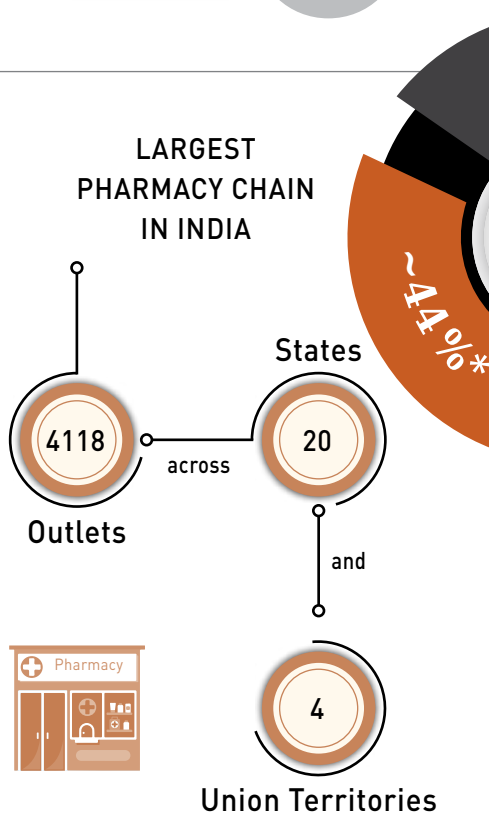 LARGEST
PHARMACY CHAIN
IN INDIA
~44%*
States
4118
across
20
Outlets
and
Pharmacy
4
Union Territories